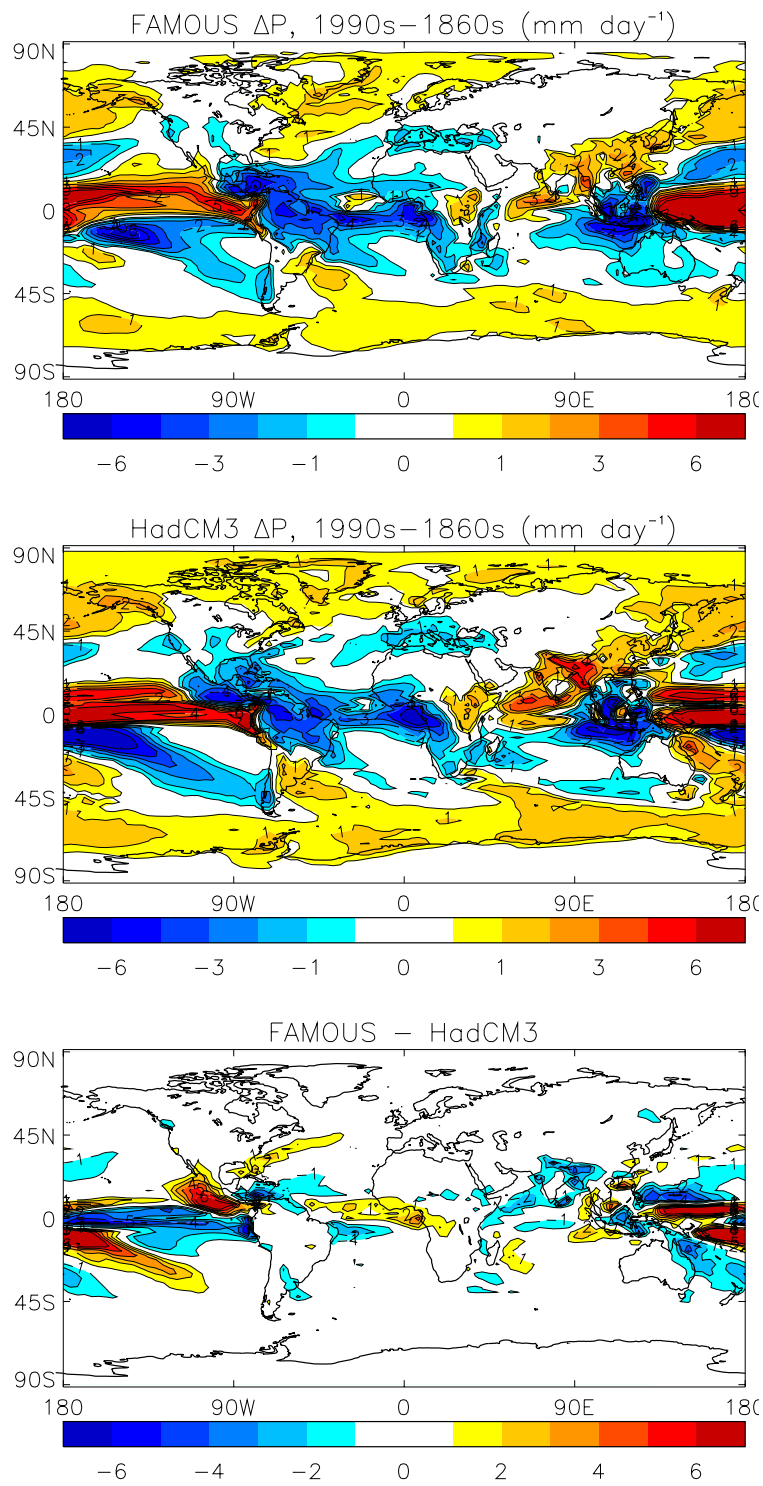 FAMOUS ΔP, 1990s−1860s (mm day⁻¹)
90N
45N
0
45S
90S
180 90W 0 90E 180
−6 −3 −1 0 1 3 6
HadCM3 ΔP, 1990s−1860s (mm day⁻¹)
90N
45N
0
45S
90S
180 90W 0 90E 180
−6 −3 −1 0 1 3 6
FAMOUS − HadCM3
90N
45N
0
45S
90S
180 90W 0 90E 180
−6 −4 −2 0 2 4 6